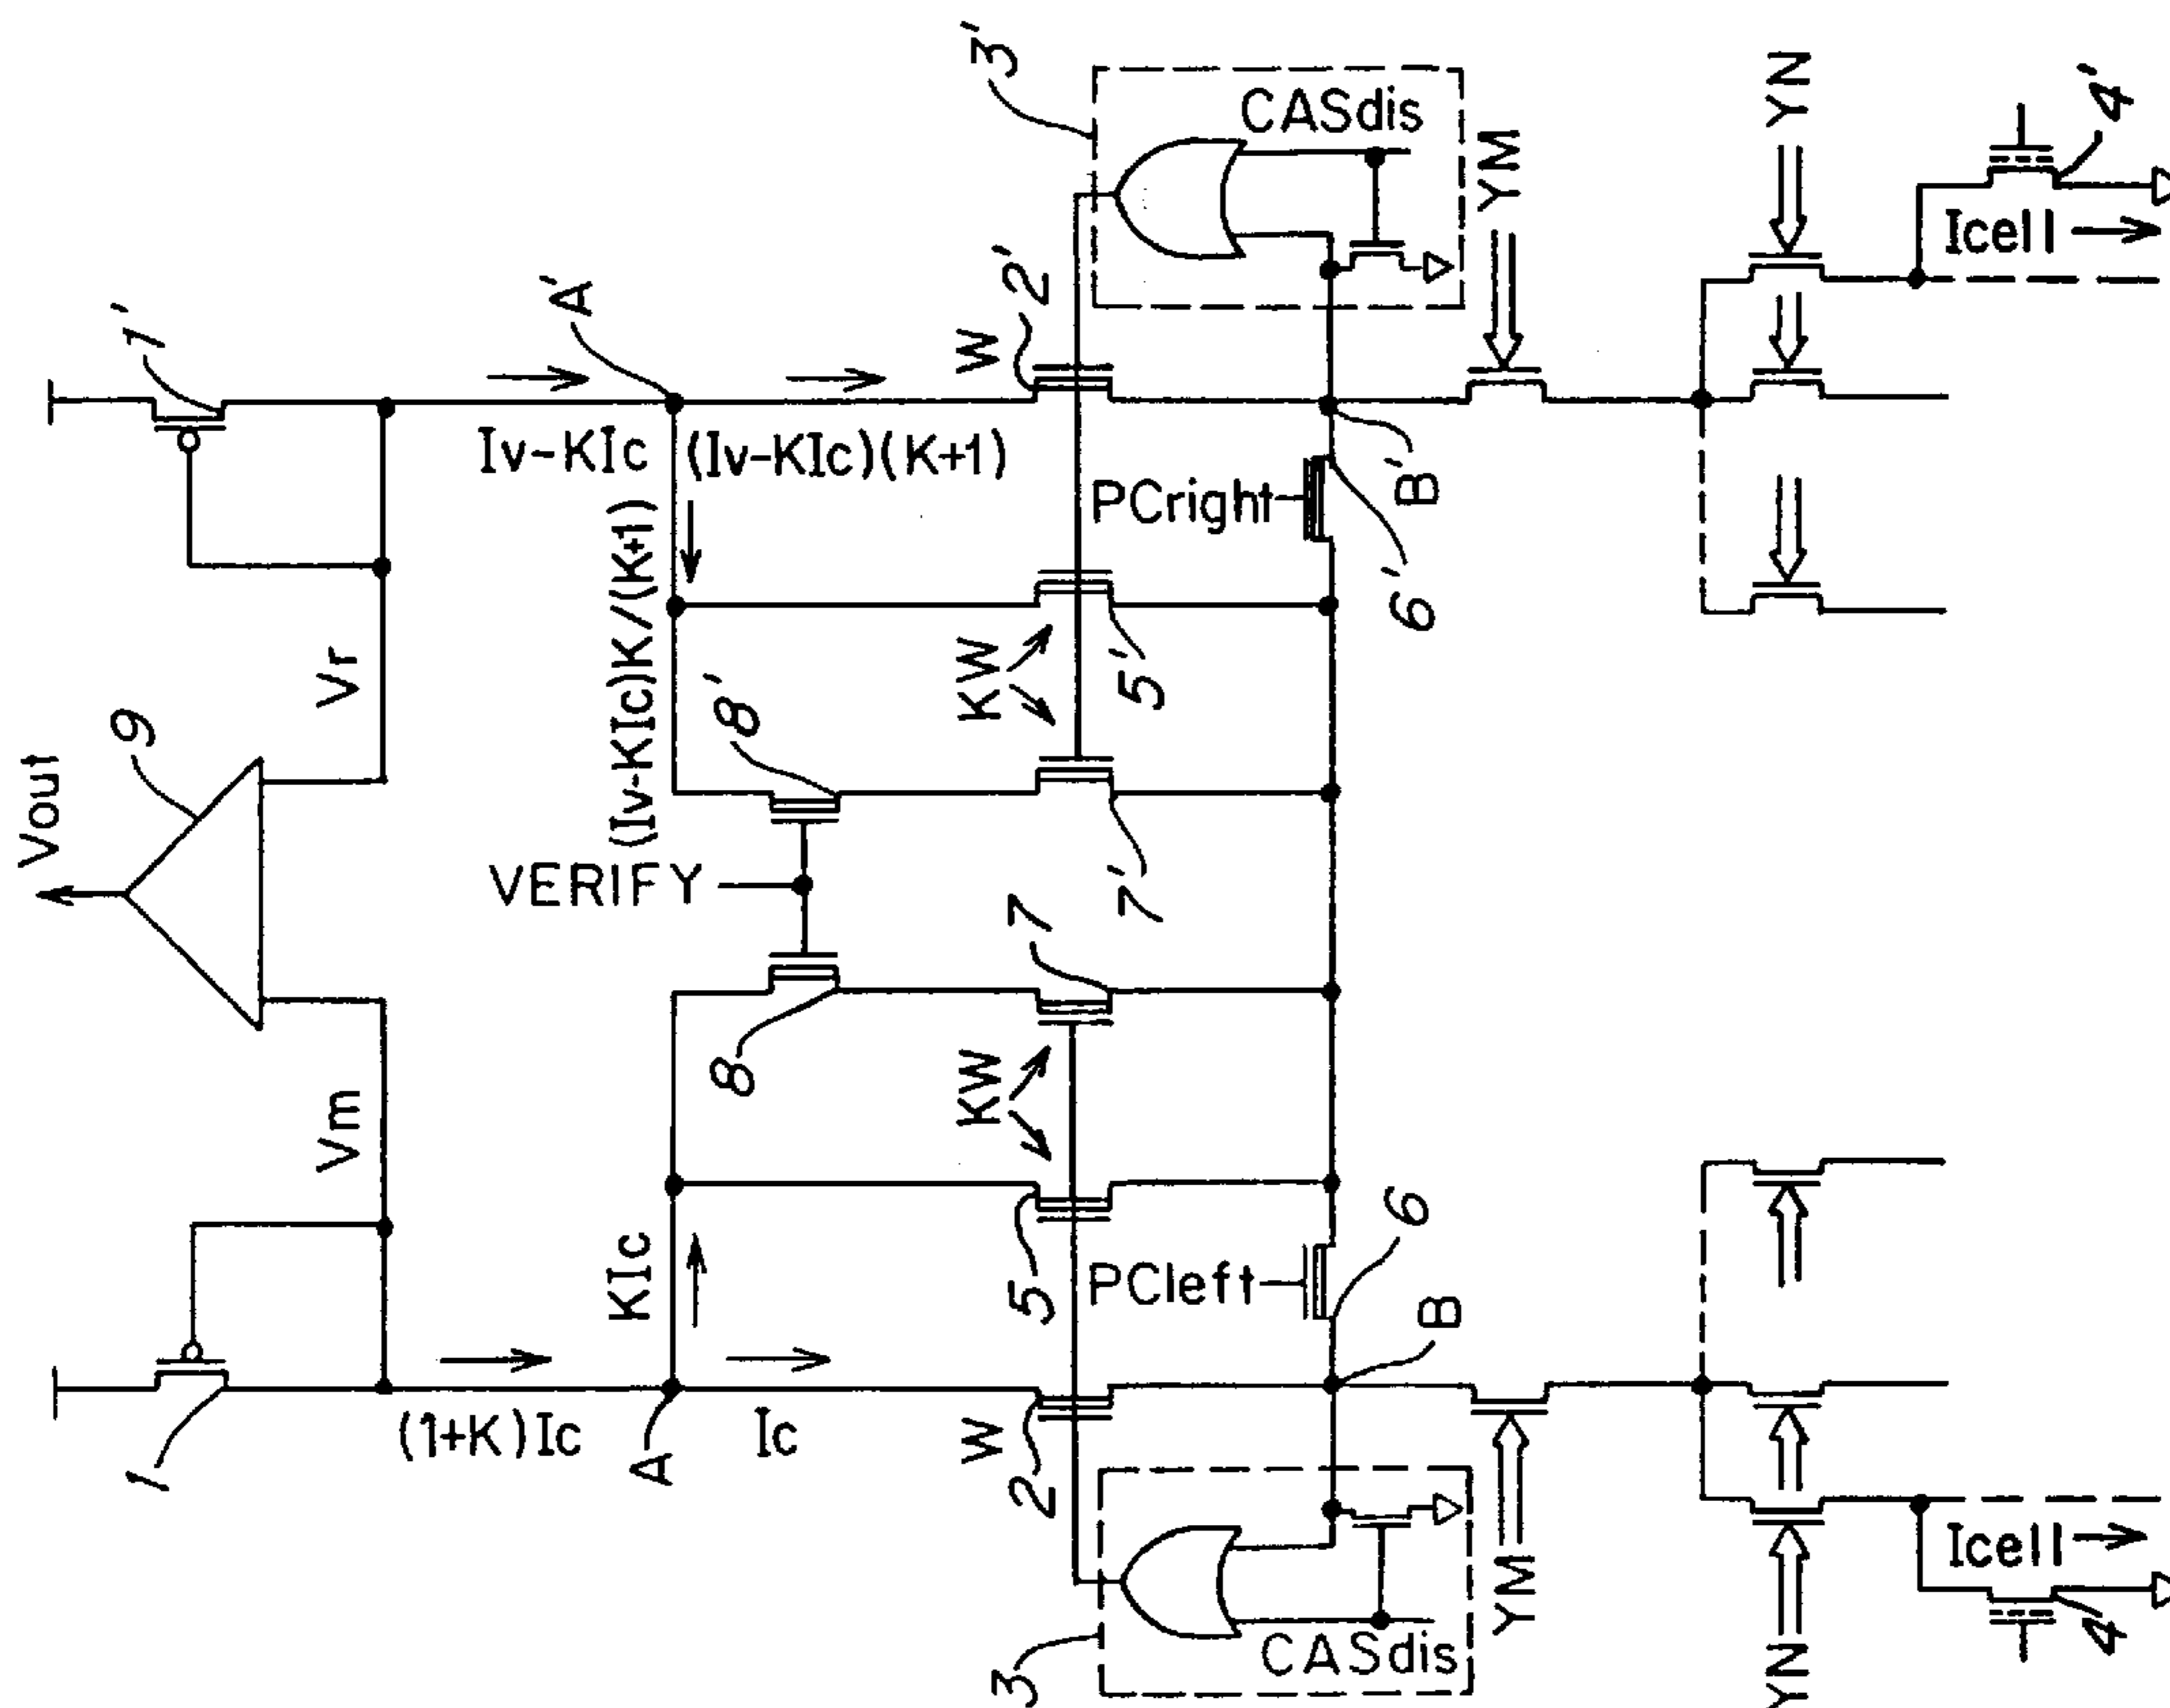 Vout
9
Vm
Vr
1
1'
(1+K)Ic
KIc
A
Ic
VERIFY
8
8'
(Iv-KIc)K/(K+1)
Iv-KIc
(Iv-KIc)(K+1)
A'
W
2
KW
5
7
KW
7'
5'
W
2'
3
CASdis
PCleft
6
B
PCright
6'
B'
3'
CASdis
YM
YM
YN
Icell
4
YN
Icell
4'